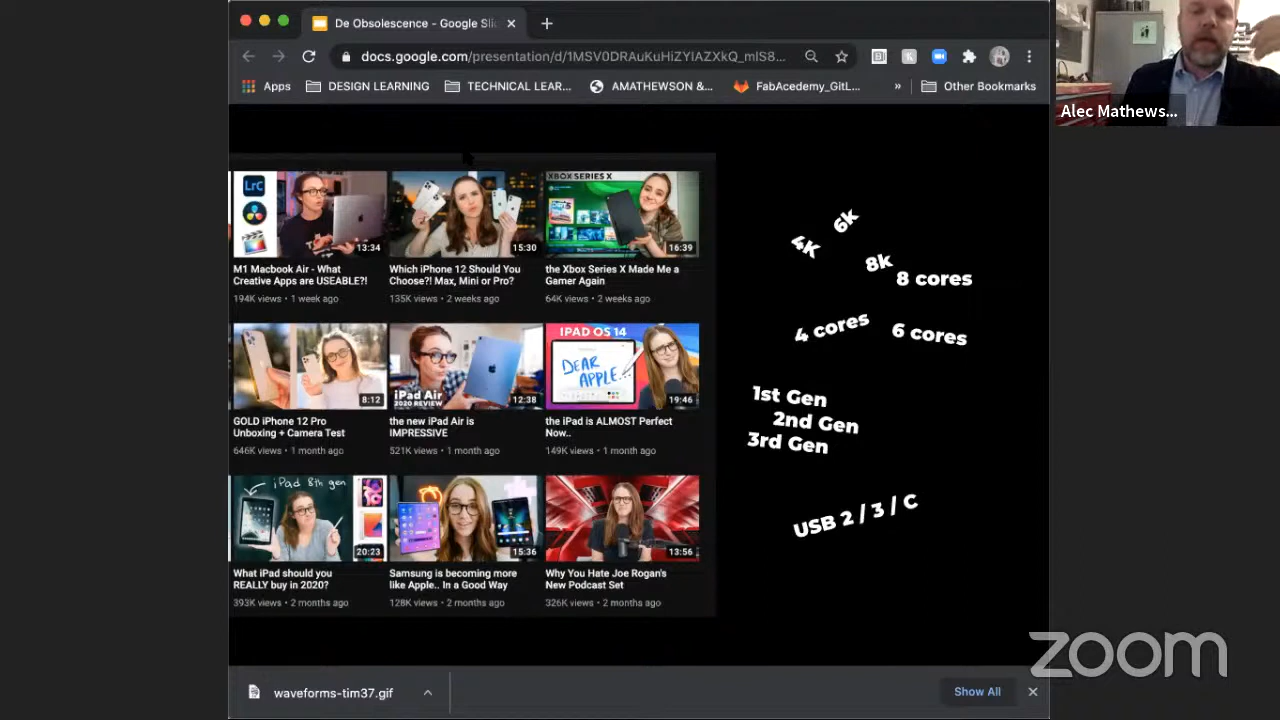 De Obsolescence - Google Slic
docs.google.com/presentation/d/1MSV0DRAuKuHiZYIAZXkQ_mIS8...
Apps
DESIGN LEARNING
TECHNICAL LEAR...
AMATHEWSON &...
FabAcedemy_GitL...
»
Other Bookmarks
Alec Mathews...
LrC
13:34
15:30
XBOX SERIES X
16:39
M1 Macbook Air - What
Creative Apps are USEABLE?!
194K views • 1 week ago
Which iPhone 12 Should You
Choose?! Max, Mini or Pro?
135K views • 2 weeks ago
the Xbox Series X Made Me a
Gamer Again
64K views • 2 weeks ago
8:12
iPad Air
2020 REVIEW
12:38
IPAD OS 14
DEAR
APPLE...
19:46
GOLD iPhone 12 Pro
Unboxing + Camera Test
646K views • 1 month ago
the new iPad Air is
IMPRESSIVE
521K views • 1 month ago
the iPad is ALMOST Perfect
Now..
149K views • 1 month ago
iPad 8th gen
20:23
15:36
13:56
What iPad should you
REALLY buy in 2020?
393K views • 2 months ago
Samsung is becoming more
like Apple.. In a Good Way
128K views • 2 months ago
Why You Hate Joe Rogan's
New Podcast Set
326K views • 2 months ago
6k
4K
8k
8 cores
4 cores
6 cores
1st Gen
2nd Gen
3rd Gen
USB 2 / 3 / C
zoom
waveforms-tim37.gif
Show All